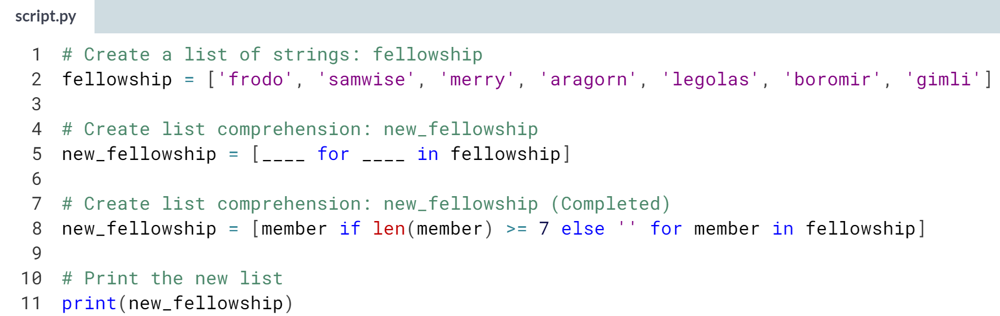 script.py
1 # Create a list of strings: fellowship
2 fellowship = ['frodo', 'samwise', 'merry', 'aragorn', 'legolas', 'boromir', 'gimli']
3
4 # Create list comprehension: new_fellowship
5 new_fellowship = [____ for ____ in fellowship]
6
7 # Create list comprehension: new_fellowship (Completed)
8 new_fellowship = [member if len(member) >= 7 else '' for member in fellowship]
9
10 # Print the new list
11 print(new_fellowship)